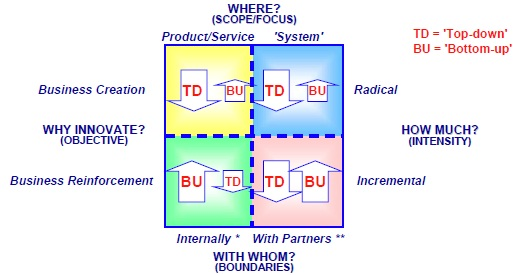 WHERE?
(SCOPE/FOCUS)
Product/Service 'System'
TD = 'Top-down'
BU = 'Bottom-up'
Business Creation TD BU TD BU Radical
WHY INNOVATE?
(OBJECTIVE)
HOW MUCH?
(INTENSITY)
Business Reinforcement BU TD TD BU Incremental
Internally * With Partners **
WITH WHOM?
(BOUNDARIES)